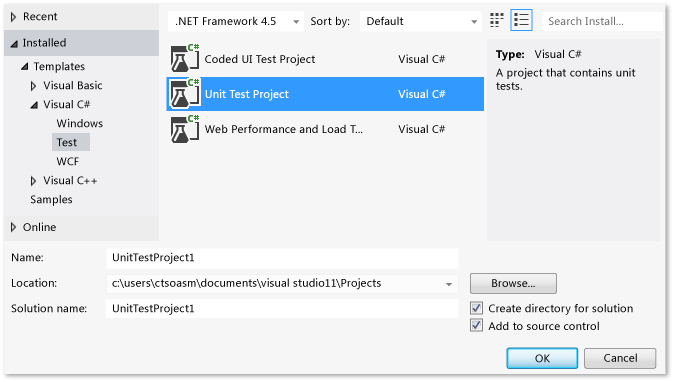 Recent
.NET Framework 4.5 Sort by: Default Search Install...
Installed
Templates
Visual Basic
Visual C#
Windows
Test
WCF
Visual C++
Samples
Online
C# Coded UI Test Project Visual C#
C# Unit Test Project Visual C#
C# Web Performance and Load T... Visual C#
Type: Visual C#
A project that contains unit
tests.
Name: UnitTestProject1
Location: c:\users\ctsoasm\documents\visual studio11\Projects Browse...
Solution name: UnitTestProject1
Create directory for solution
Add to source control
OK Cancel